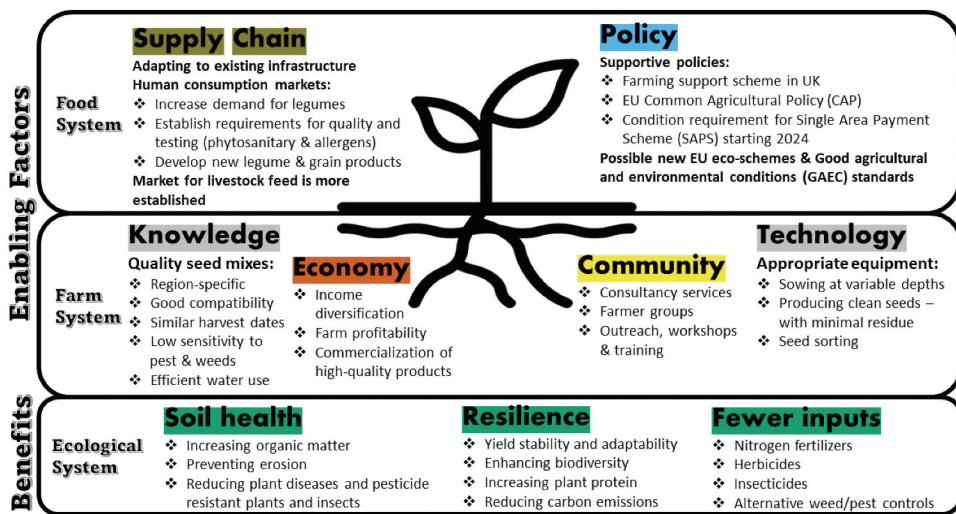 Enabling Factors
Food
System
Supply Chain
Adapting to existing infrastructure
Human consumption markets:
❖ Increase demand for legumes
❖ Establish requirements for quality and
testing (phytosanitary & allergens)
❖ Develop new legume & grain products
Market for livestock feed is more
established
Policy
Supportive policies:
❖ Farming support scheme in UK
❖ EU Common Agricultural Policy (CAP)
❖ Condition requirement for Single Area Payment
Scheme (SAPS) starting 2024
Possible new EU eco-schemes & Good agricultural
and environmental conditions (GAEC) standards
Farm
System
Knowledge
Quality seed mixes:
❖ Region-specific
❖ Good compatibility
❖ Similar harvest dates
❖ Low sensitivity to
pest & weeds
❖ Efficient water use
Economy
❖ Income
diversification
❖ Farm profitability
❖ Commercialization of
high-quality products
Community
❖ Consultancy services
❖ Farmer groups
❖ Outreach, workshops
& training
Technology
Appropriate equipment:
❖ Sowing at variable depths
❖ Producing clean seeds –
with minimal residue
❖ Seed sorting
Benefits
Ecological
System
Soil health
❖ Increasing organic matter
❖ Preventing erosion
❖ Reducing plant diseases and pesticide
resistant plants and insects
Resilience
❖ Yield stability and adaptability
❖ Enhancing biodiversity
❖ Increasing plant protein
❖ Reducing carbon emissions
Fewer inputs
❖ Nitrogen fertilizers
❖ Herbicides
❖ Insecticides
❖ Alternative weed/pest controls